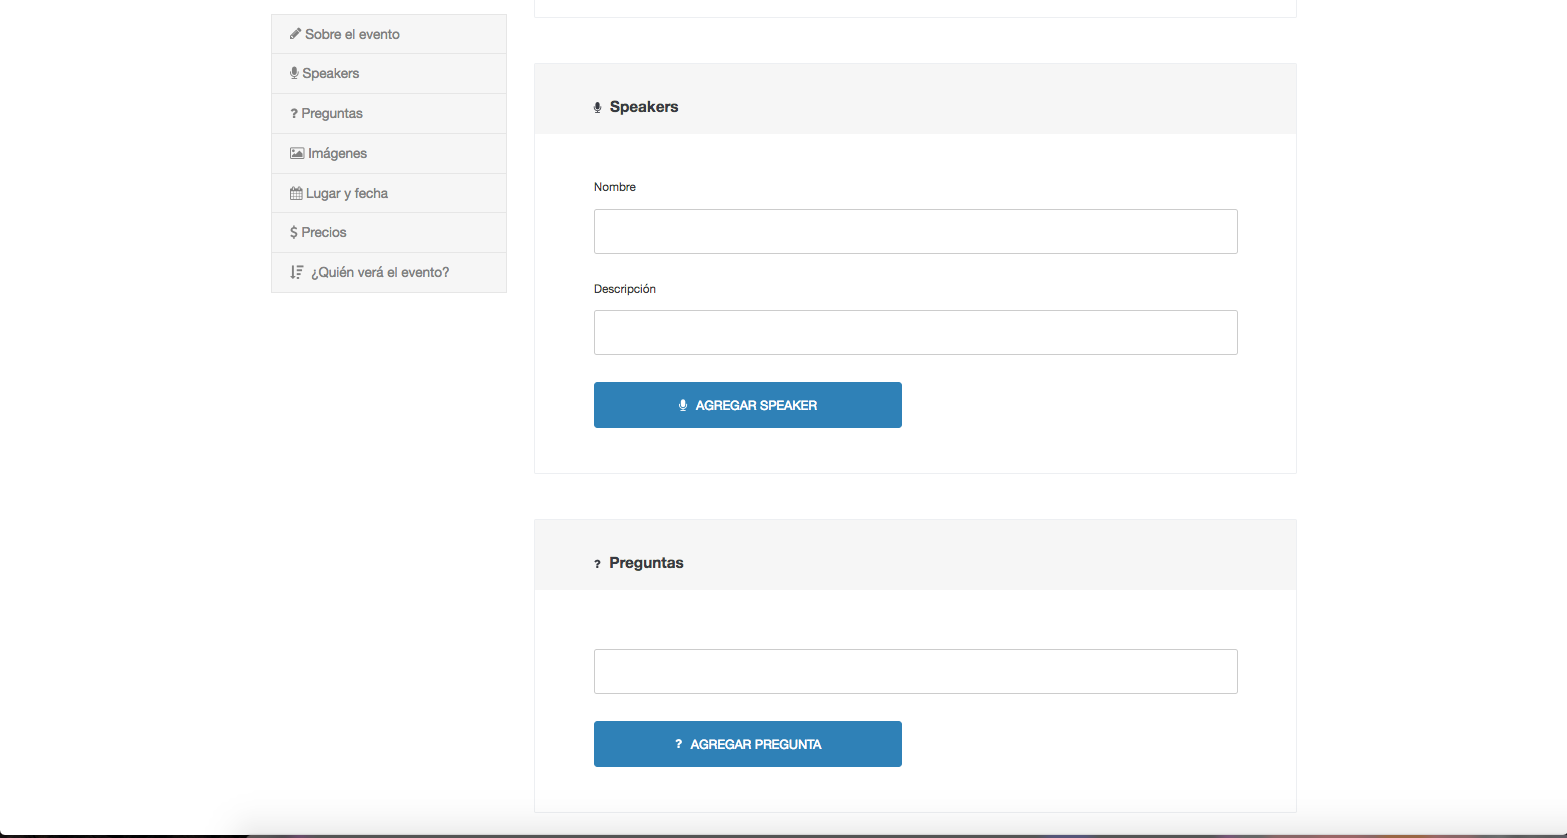 Sobre el evento
Speakers
? Preguntas
Imágenes
Lugar y fecha
$ Precios
¿Quién verá el evento?
Speakers
Nombre
Descripción
AGREGAR SPEAKER
? Preguntas
? AGREGAR PREGUNTA